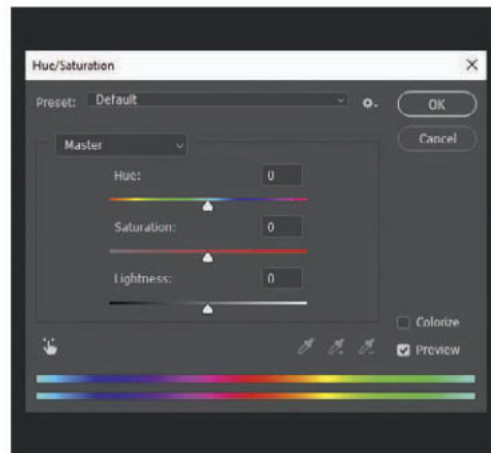 Hue/Saturation
Preset: Default
OK
Cancel
Master
Hue: 0
Saturation: 0
Lightness: 0
Colorize
Preview